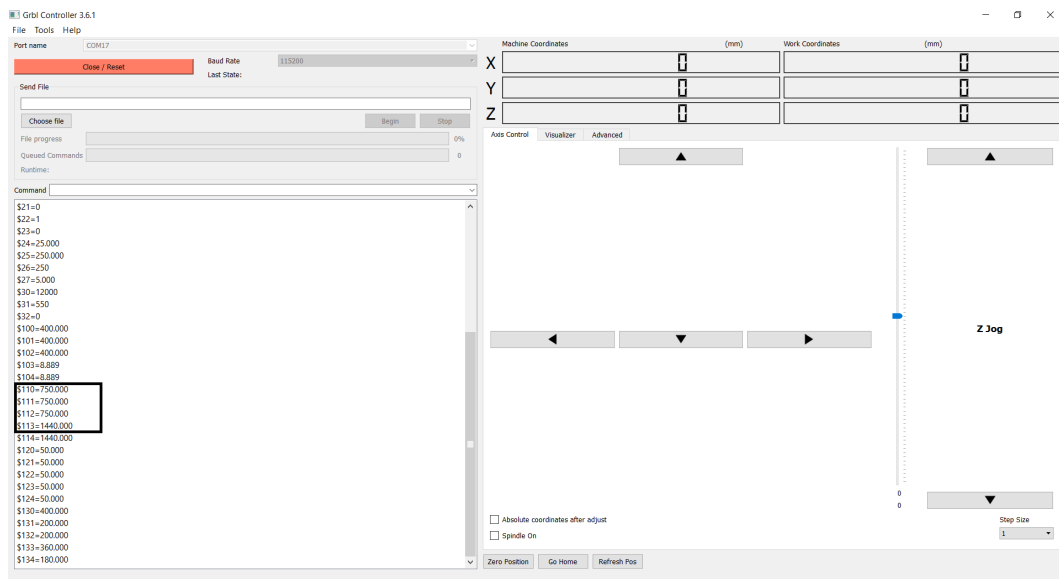 Grbl Controller 3.6.1
File Tools Help
Port name COM17
Close / Reset
Baud Rate 115200
Last State:
Send File
Choose file Begin Stop
File progress 0%
Queued Commands 0
Runtime:
Command
$21=0
$22=1
$23=0
$24=25.000
$25=250.000
$26=250
$27=5.000
$30=12000
$31=550
$32=0
$100=400.000
$101=400.000
$102=400.000
$103=8.889
$104=8.889
$110=750.000
$111=750.000
$112=750.000
$113=1440.000
$114=1440.000
$120=50.000
$121=50.000
$122=50.000
$123=50.000
$124=50.000
$130=400.000
$131=200.000
$132=200.000
$133=360.000
$134=180.000
Machine Coordinates (mm) Work Coordinates (mm)
X 0 0
Y 0 0
Z 0 0
Axis Control Visualizer Advanced
Z Jog
0
0
Absolute coordinates after adjust
Spindle On
Step Size
1
Zero Position Go Home Refresh Pos